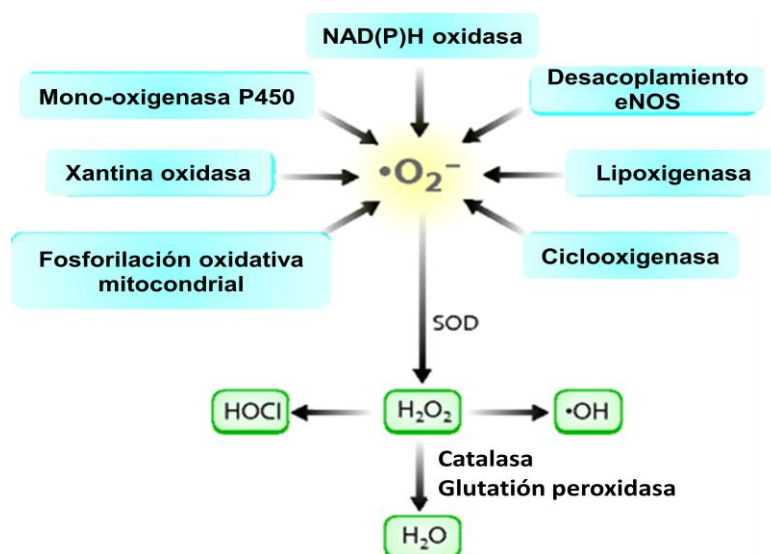 NAD(P)H oxidasa
Mono-oxigenasa P450
Desacoplamiento
eNOS
Xantina oxidasa
•O₂⁻
Lipoxigenasa
Fosforilación oxidativa
mitocondrial
Ciclooxigenasa
SOD
HOCl
H₂O₂
•OH
Catalasa
Glutatión peroxidasa
H₂O